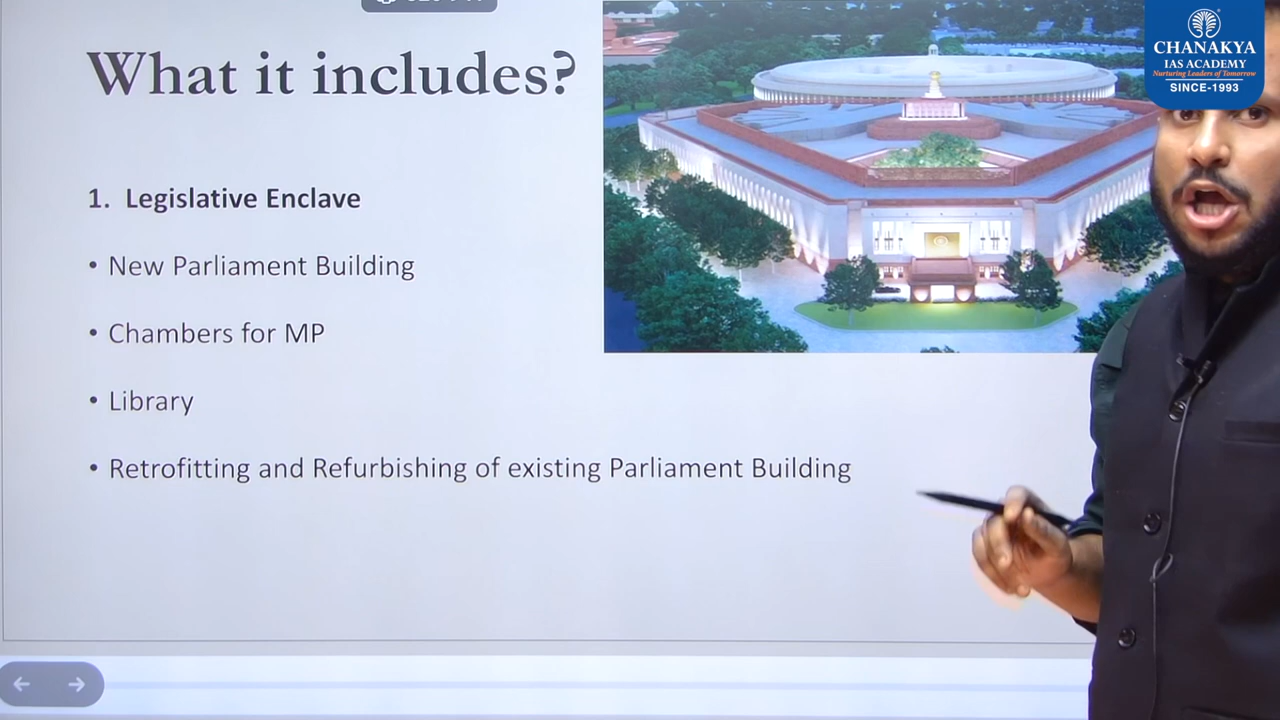 What it includes?
1. Legislative Enclave
• New Parliament Building
• Chambers for MP
• Library
• Retrofitting and Refurbishing of existing Parliament Building
CHANAKYA
IAS ACADEMY
Nurturing Leaders of Tomorrow
SINCE-1993